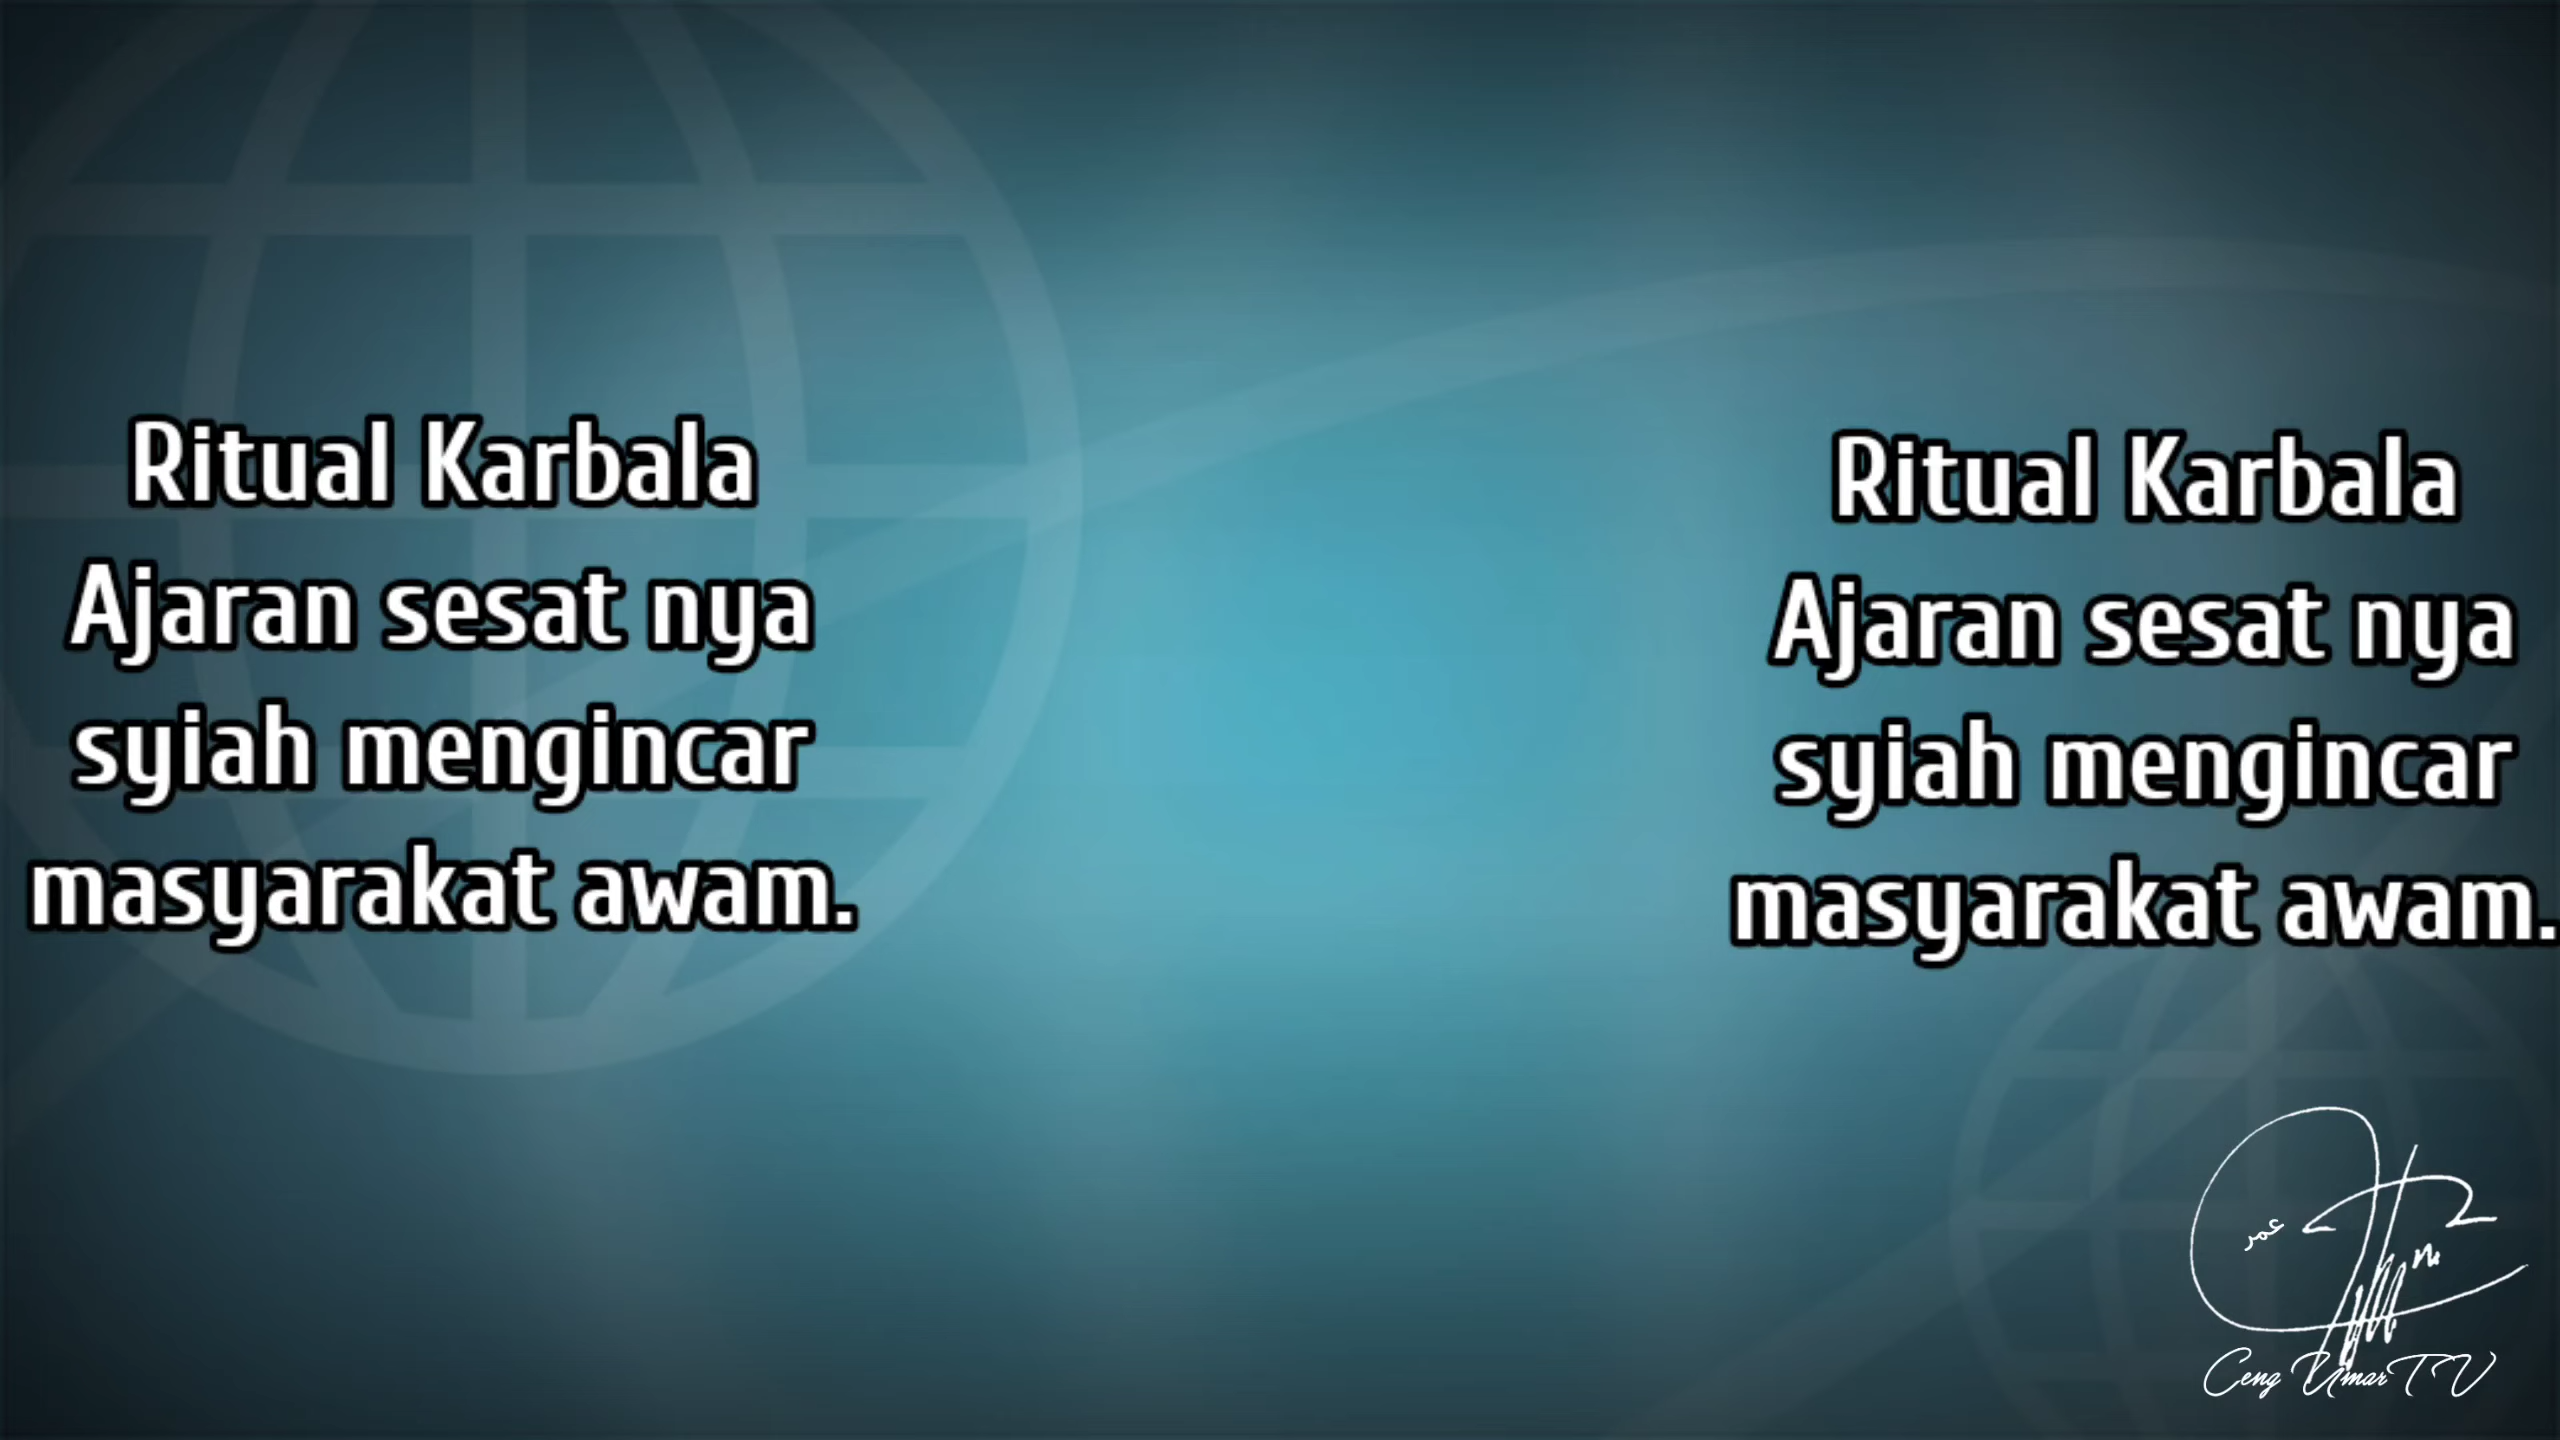 Ritual Karbala
Ajaran sesat nya
syiah mengincar
masyarakat awam.
Ritual Karbala
Ajaran sesat nya
syiah mengincar
masyarakat awam.
عمر
Ceng Umar TV